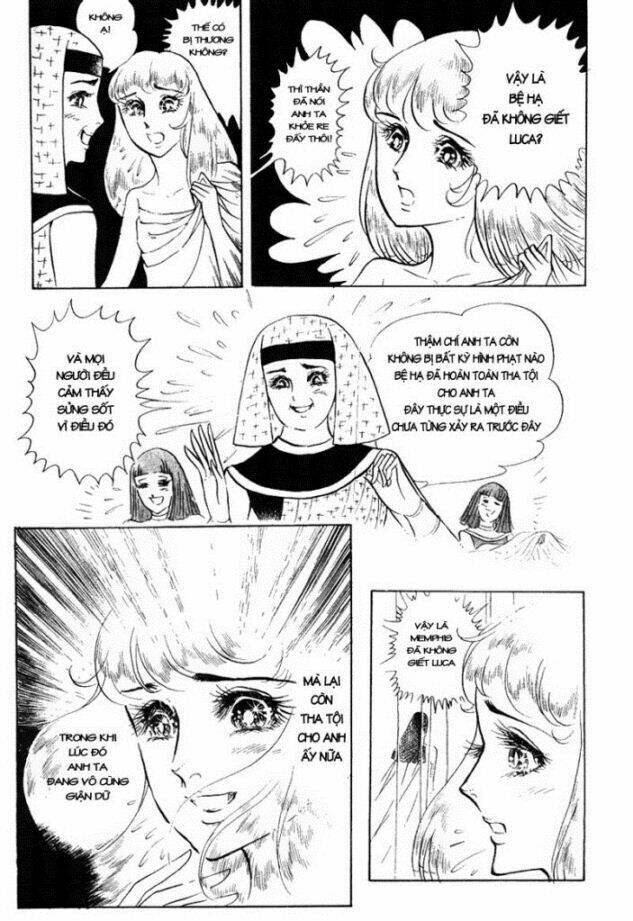 KHÔNG
Ạ!
THẾ CÓ
BỊ THƯƠNG
KHÔNG?
THÌ THẦN
ĐÃ NÓI
ANH TA
KHỎE RE
ĐẤY THÔI!
VẬY LÀ
BỆ HẠ
ĐÃ KHÔNG GIẾT
LUCA?
VÀ MỌI
NGƯỜI ĐỀU
CẢM THẤY
SỬNG SỐT
VÌ ĐIỀU ĐÓ
THẬM CHÍ ANH TA CÒN
KHÔNG BỊ BẤT KỲ HÌNH PHẠT NÀO
BỆ HẠ ĐÃ HOÀN TOÀN THA TỘI
CHO ANH TA
ĐÂY THỰC SỰ LÀ MỘT ĐIỀU
CHƯA TỪNG XẢY RA TRƯỚC ĐÂY
MÀ LẠI
CÒN
THA TỘI
CHO ANH
ẤY NỮA
TRONG KHI
LÚC ĐÓ
ANH TA
ĐANG VÔ CÙNG
GIẬN DỮ
VẬY LÀ
MEMPHIS
ĐÃ KHÔNG
GIẾT LUCA